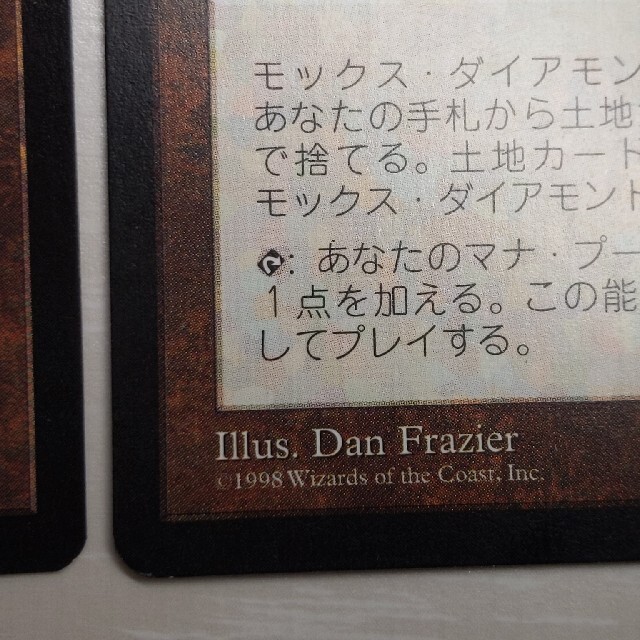 モックス・ダイアモン
あなたの手札から土地
で捨てる。土地カード
モックス・ダイアモンド
: あなたのマナ・プー
1点を加える。この能
してプレイする。
Illus. Dan Frazier
©1998 Wizards of the Coast, Inc.